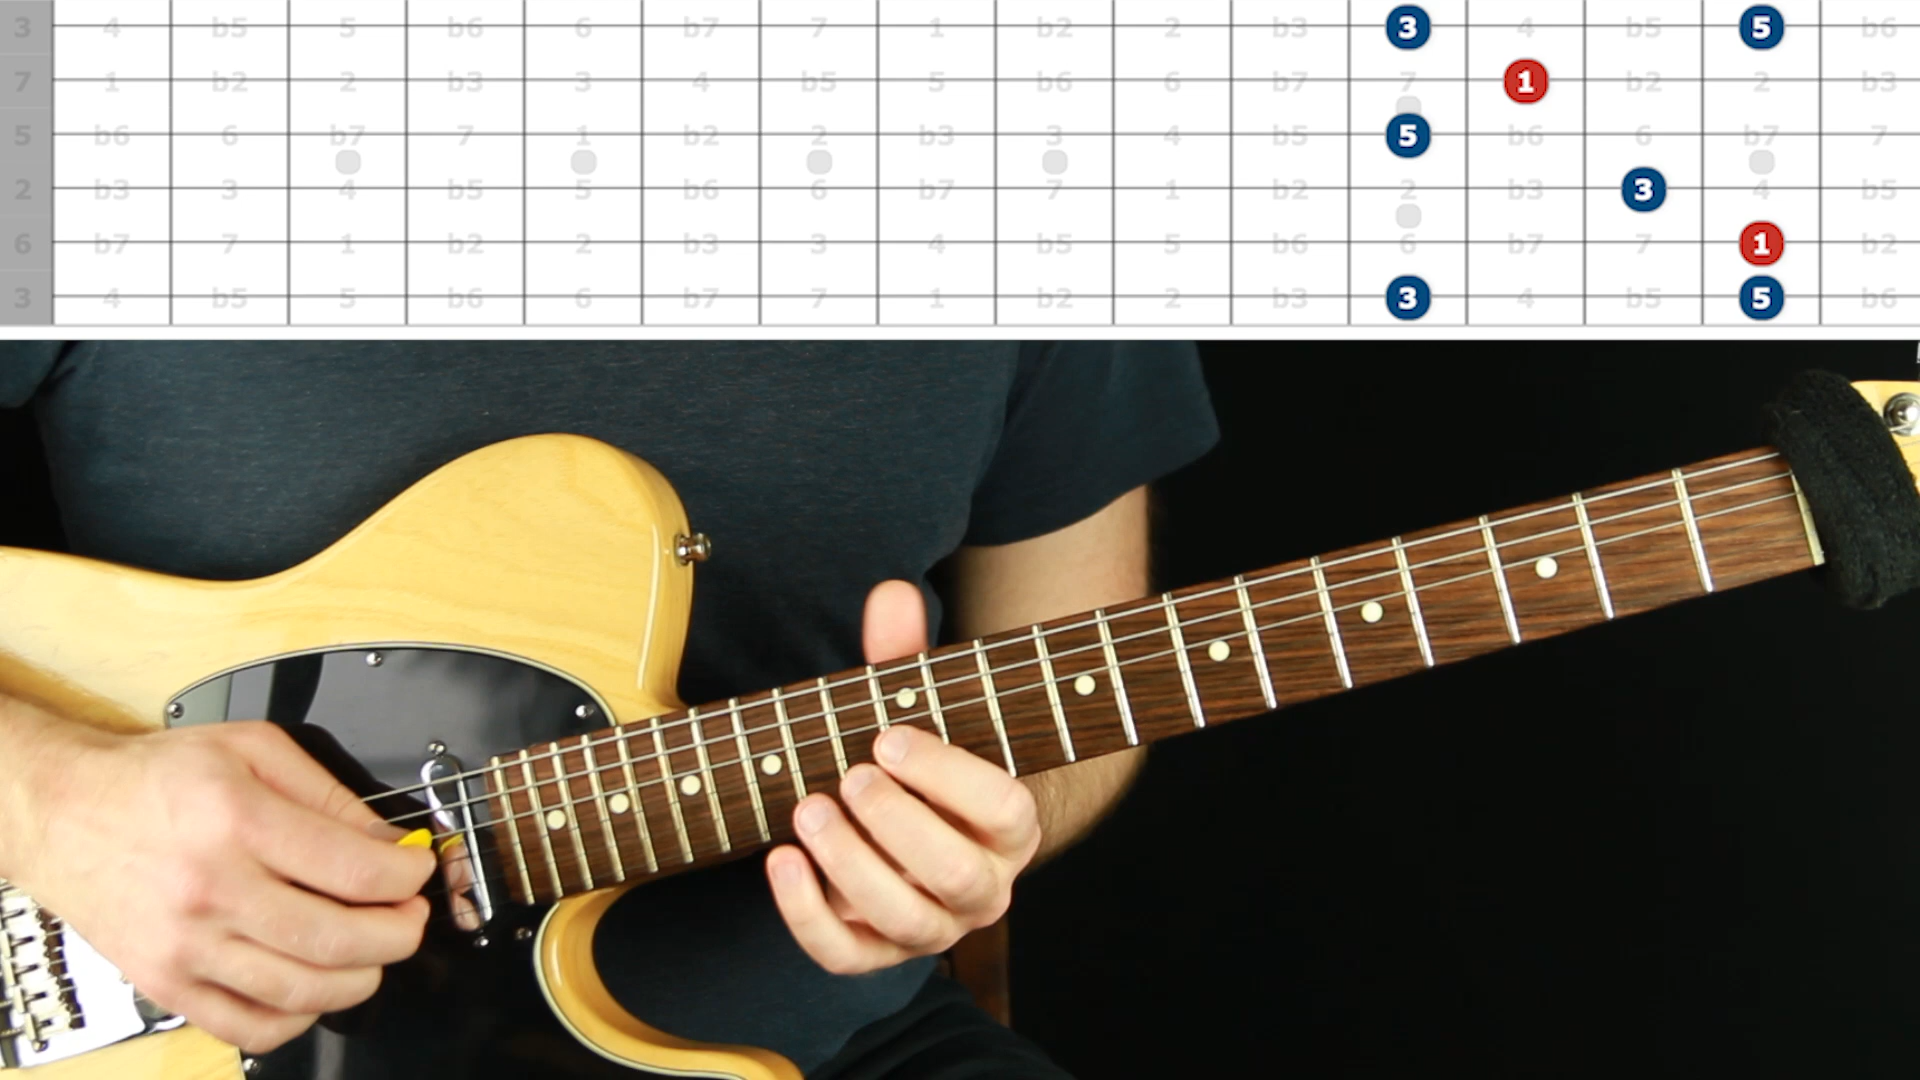 3 4 b5 5 b6 6 b7 7 1 b2 2 b3 3 4 b5 5 b6
7 1 b2 2 b3 3 4 b5 5 b6 6 b7 7 1 b2 2 b3
5 b6 6 b7 7 1 b2 2 b3 3 4 b5 5 b6 6 b7 7
2 b3 3 4 b5 5 b6 6 b7 7 1 b2 2 b3 3 4 b5
6 b7 7 1 b2 2 b3 3 4 b5 5 b6 6 b7 7 1 b2
3 4 b5 5 b6 6 b7 7 1 b2 2 b3 3 4 b5 5 b6